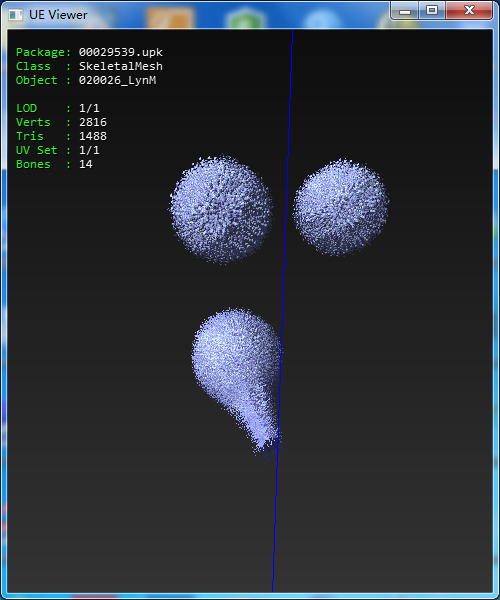 UE Viewer
Package: 00029539.upk
Class : SkeletalMesh
Object : 020026_LynM
LOD : 1/1
Verts : 2816
Tris : 1488
UV Set : 1/1
Bones : 14